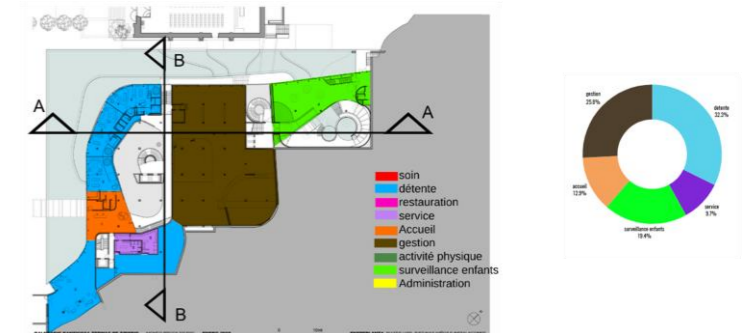 B
A
A
B
soin
détente
restauration
service
Accueil
gestion
activité physique
surveillance enfants
Administration
gestion
25.8%
détente
32.3%
accueil
12.9%
service
9.7%
surveillance enfants
19.4%